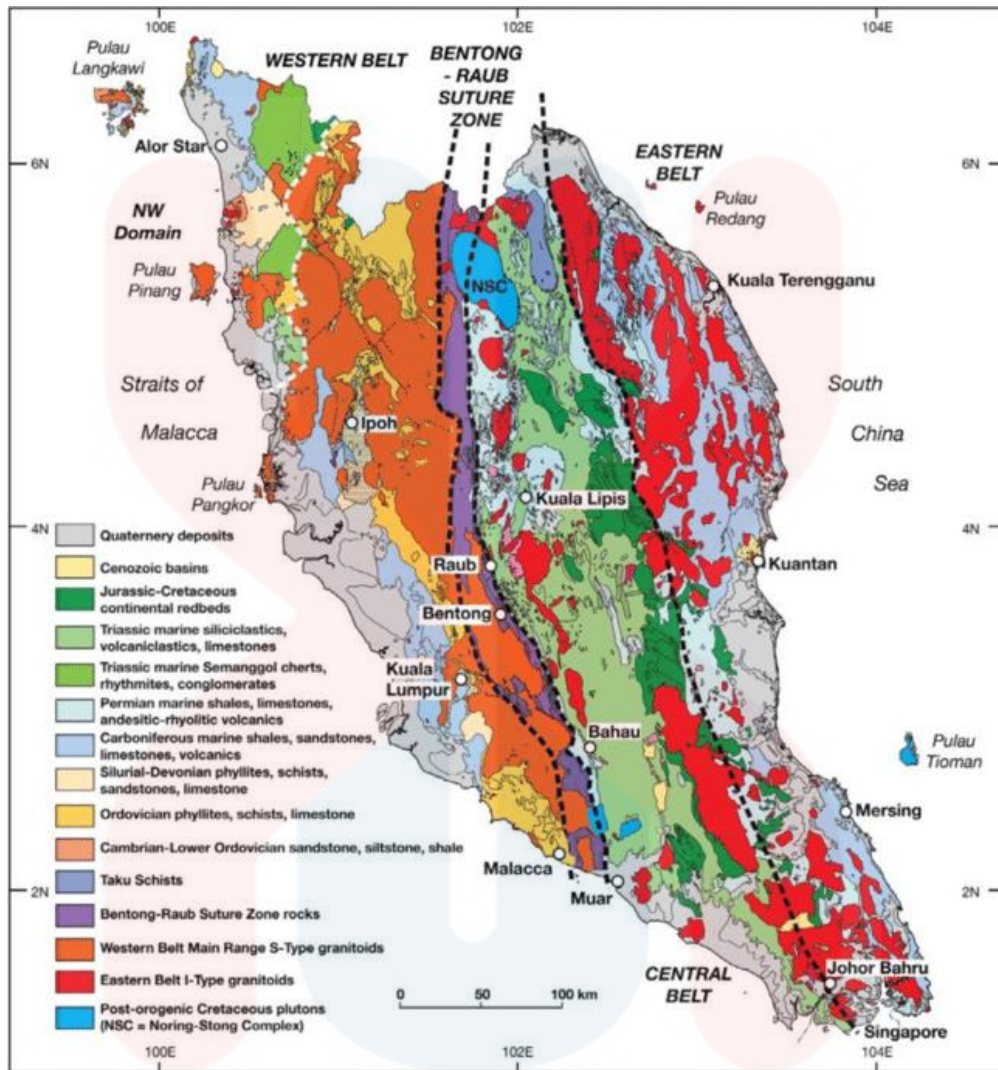 100E
102E
104E
Pulau
Langkawi
WESTERN BELT
BENTONG
- RAUB
SUTURE
ZONE
Alor Star
6N
6N
EASTERN
BELT
NW
Domain
Pulau
Redang
Pulau
Pinang
NSC
Kuala Terengganu
Straits of
Malacca
South
China
Sea
Ipoh
Pulau
Pangkor
Kuala Lipis
4N
4N
Quaternery deposits
Cenozoic basins
Jurassic-Cretaceous
continental redbeds
Triassic marine siliciclastics,
volcaniclastics, limestones
Triassic marine Semanggol cherts,
rhythmites, conglomerates
Permian marine shales, limestones,
andesitic-rhyolitic volcanics
Carboniferous marine shales, sandstones,
limestones, volcanics
Silurial-Devonian phyllites, schists,
sandstones, limestone
Ordovician phyllites, schists, limestone
Cambrian-Lower Ordovician sandstone, siltstone, shale
Taku Schists
Bentong-Raub Suture Zone rocks
Western Belt Main Range S-Type granitoids
Eastern Belt I-Type granitoids
Post-orogenic Cretaceous plutons
(NSC = Noring-Stong Complex)
Raub
Kuantan
Bentong
Kuala
Lumpur
Bahau
Pulau
Tioman
Mersing
Malacca
Muar
2N
2N
CENTRAL
BELT
Johor Bahru
Singapore
0 50 100 km
100E
102E
104E